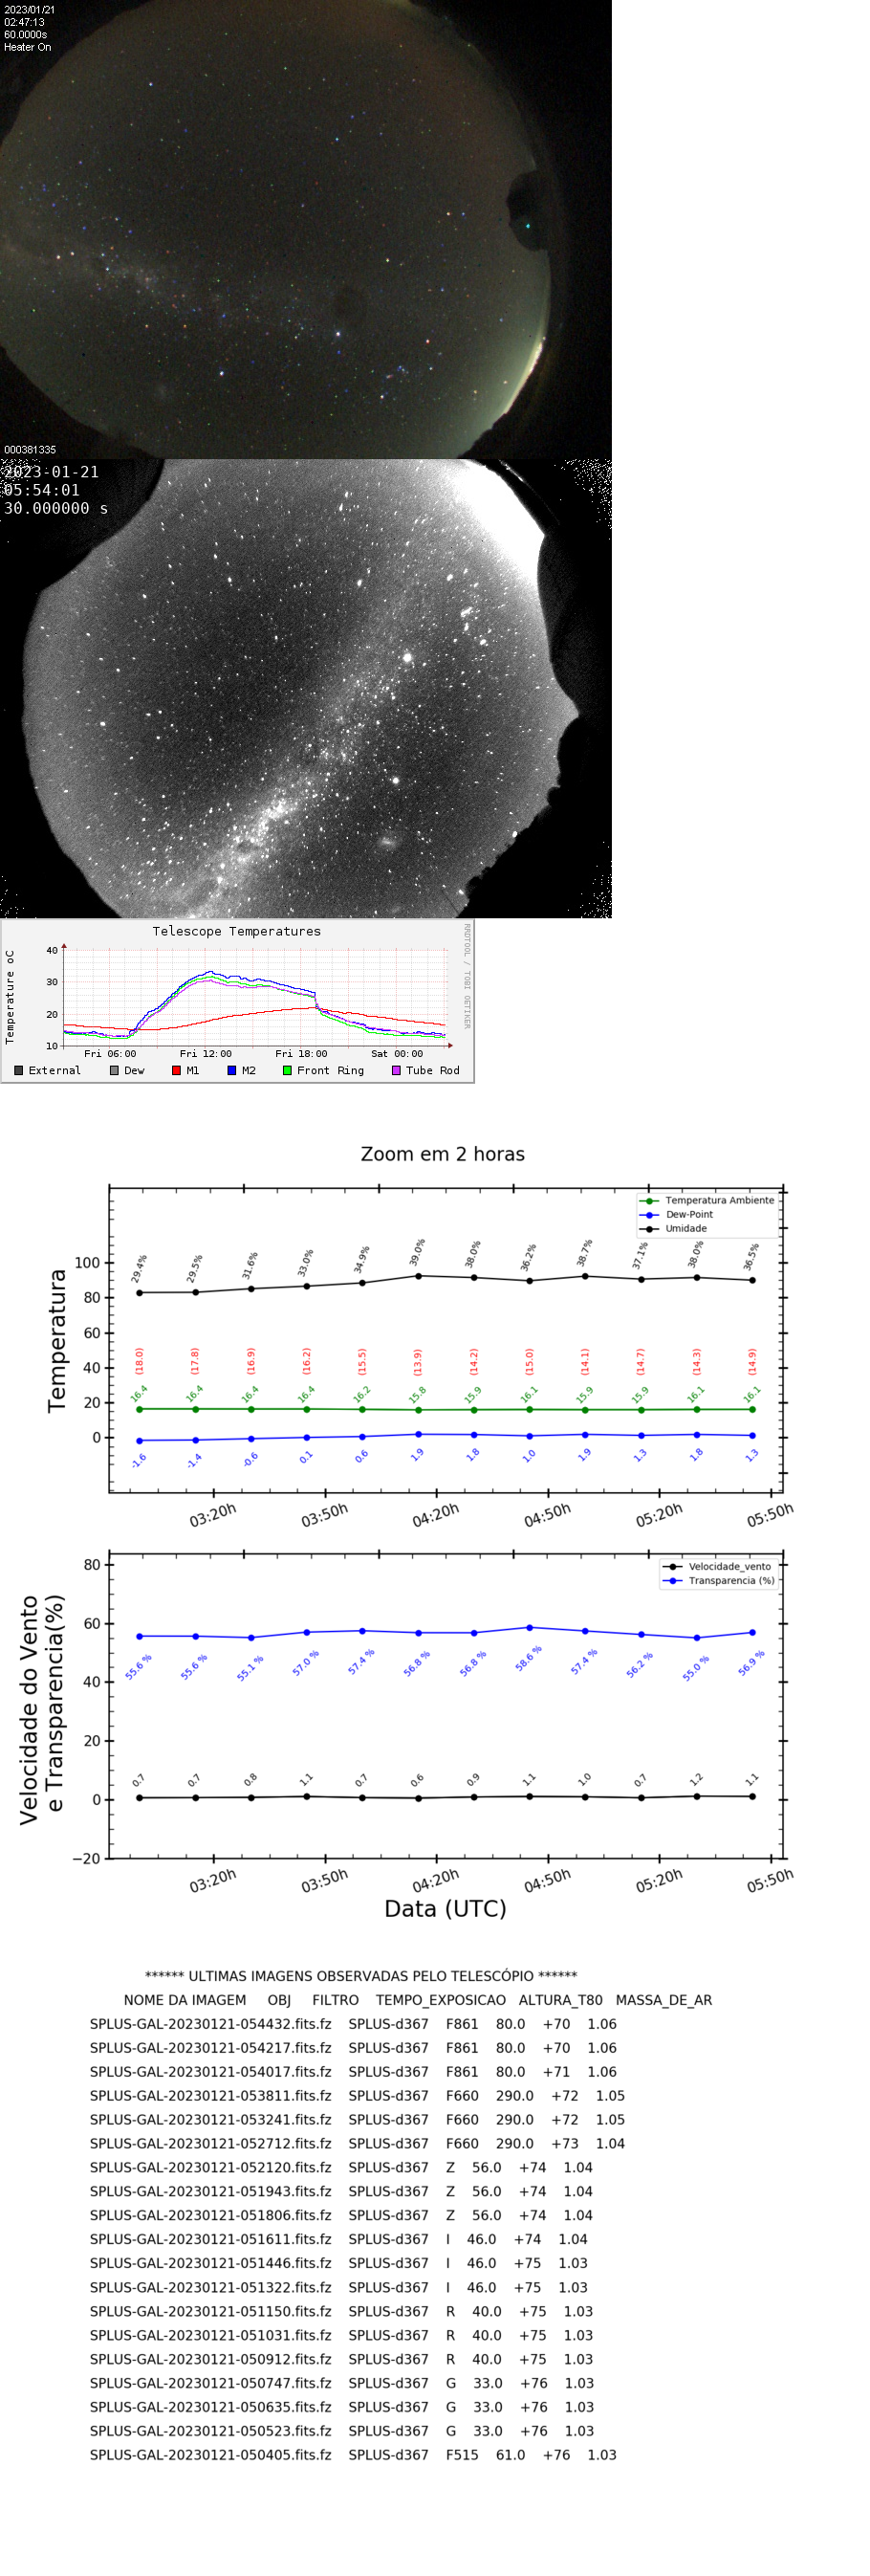 2023/01/21
02:47:13
60.0000s
Heater On
000381335
2023-01-21
05:54:01
30.000000 s
Telescope Temperatures
RRDTOOL / TOBI OETIKER
Temperature oC
40
30
20
10
Fri 06:00 Fri 12:00 Fri 18:00 Sat 00:00
External Dew M1 M2 Front Ring Tube Rod
Zoom em 2 horas
Temperatura Ambiente
Dew-Point
Umidade
Temperatura
100
80
60
40
20
0
29.4% 29.5% 31.6% 33.0% 34.9% 39.0% 38.0% 36.2% 38.7% 37.1% 38.0% 36.5%
(18.0) (17.8) (16.9) (16.2) (15.5) (13.9) (14.2) (15.0) (14.1) (14.7) (14.3) (14.9)
16.4 16.4 16.4 16.4 16.2 15.8 15.9 16.1 15.9 15.9 16.1 16.1
-1.6 -1.4 -0.6 0.1 0.6 1.9 1.8 1.0 1.9 1.3 1.8 1.3
03:20h 03:50h 04:20h 04:50h 05:20h 05:50h
Velocidade_vento
Transparencia (%)
Velocidade do Vento
e Transparencia(%)
80
60
40
20
0
−20
55.6 % 55.6 % 55.1 % 57.0 % 57.4 % 56.8 % 56.8 % 58.6 % 57.4 % 56.2 % 55.0 % 56.9 %
0.7 0.7 0.8 1.1 0.7 0.6 0.9 1.1 1.0 0.7 1.2 1.1
03:20h 03:50h 04:20h 04:50h 05:20h 05:50h
Data (UTC)
****** ULTIMAS IMAGENS OBSERVADAS PELO TELESCÓPIO ******
NOME DA IMAGEM OBJ FILTRO TEMPO_EXPOSICAO ALTURA_T80 MASSA_DE_AR
SPLUS-GAL-20230121-054432.fits.fz SPLUS-d367 F861 80.0 +70 1.06
SPLUS-GAL-20230121-054217.fits.fz SPLUS-d367 F861 80.0 +70 1.06
SPLUS-GAL-20230121-054017.fits.fz SPLUS-d367 F861 80.0 +71 1.06
SPLUS-GAL-20230121-053811.fits.fz SPLUS-d367 F660 290.0 +72 1.05
SPLUS-GAL-20230121-053241.fits.fz SPLUS-d367 F660 290.0 +72 1.05
SPLUS-GAL-20230121-052712.fits.fz SPLUS-d367 F660 290.0 +73 1.04
SPLUS-GAL-20230121-052120.fits.fz SPLUS-d367 Z 56.0 +74 1.04
SPLUS-GAL-20230121-051943.fits.fz SPLUS-d367 Z 56.0 +74 1.04
SPLUS-GAL-20230121-051806.fits.fz SPLUS-d367 Z 56.0 +74 1.04
SPLUS-GAL-20230121-051611.fits.fz SPLUS-d367 I 46.0 +74 1.04
SPLUS-GAL-20230121-051446.fits.fz SPLUS-d367 I 46.0 +75 1.03
SPLUS-GAL-20230121-051322.fits.fz SPLUS-d367 I 46.0 +75 1.03
SPLUS-GAL-20230121-051150.fits.fz SPLUS-d367 R 40.0 +75 1.03
SPLUS-GAL-20230121-051031.fits.fz SPLUS-d367 R 40.0 +75 1.03
SPLUS-GAL-20230121-050912.fits.fz SPLUS-d367 R 40.0 +75 1.03
SPLUS-GAL-20230121-050747.fits.fz SPLUS-d367 G 33.0 +76 1.03
SPLUS-GAL-20230121-050635.fits.fz SPLUS-d367 G 33.0 +76 1.03
SPLUS-GAL-20230121-050523.fits.fz SPLUS-d367 G 33.0 +76 1.03
SPLUS-GAL-20230121-050405.fits.fz SPLUS-d367 F515 61.0 +76 1.03